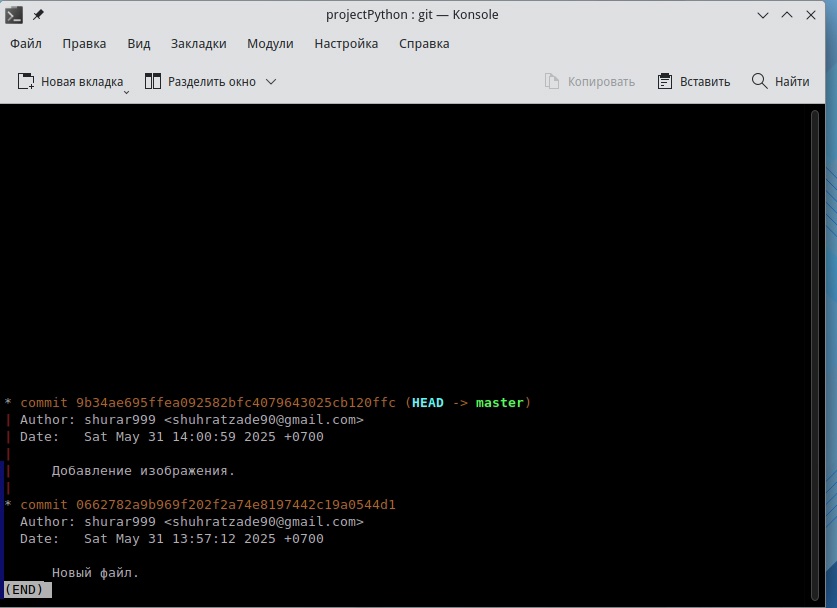 projectPython : git — Konsole
Файл Правка Вид Закладки Модули Настройка Справка
Новая вкладка Разделить окно Копировать Вставить Найти
* commit 9b34ae695ffea092582bfc4079643025cb120ffc (HEAD -> master)
| Author: shurar999 <shuhratzade90@gmail.com>
| Date:   Sat May 31 14:00:59 2025 +0700
|
|     Добавление изображения.
|
* commit 0662782a9b969f202f2a74e8197442c19a0544d1
  Author: shurar999 <shuhratzade90@gmail.com>
  Date:   Sat May 31 13:57:12 2025 +0700
      Новый файл.
(END)